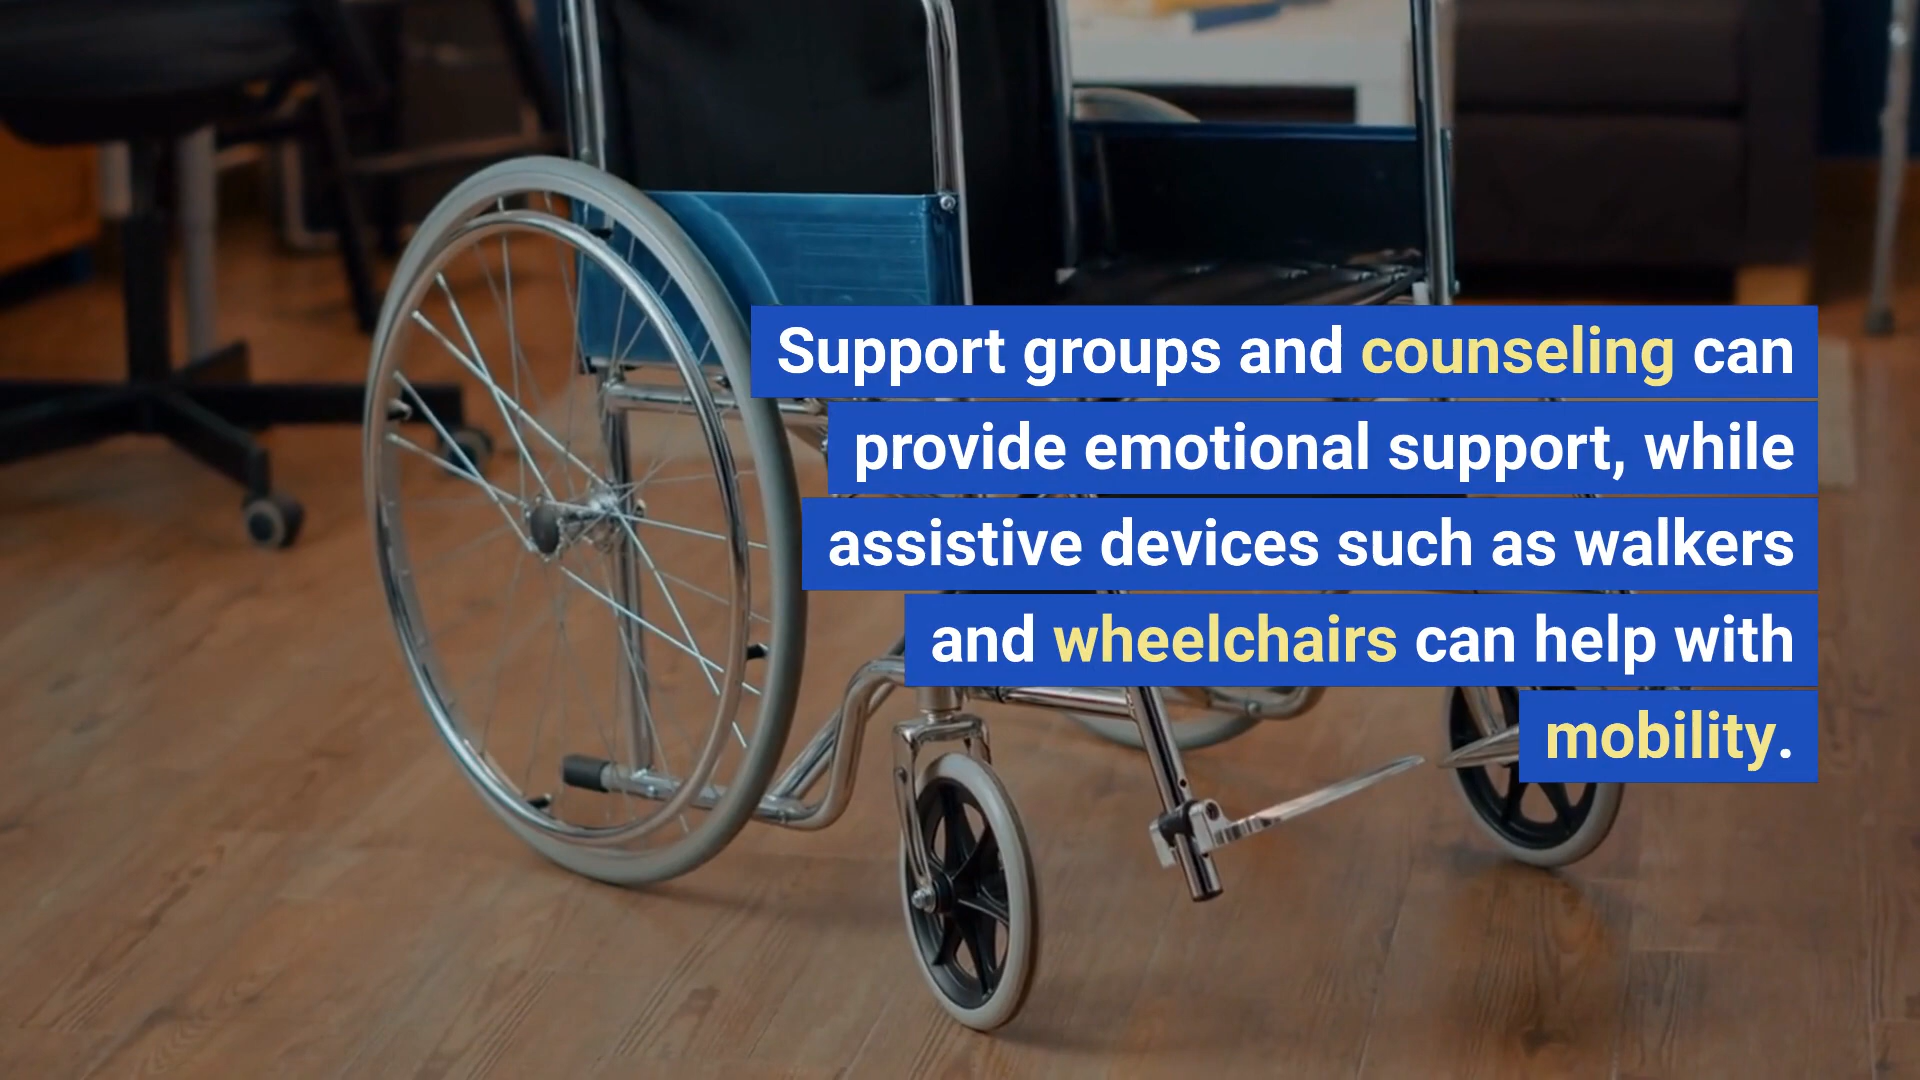 Support groups and counseling can
provide emotional support, while
assistive devices such as walkers
and wheelchairs can help with
mobility.